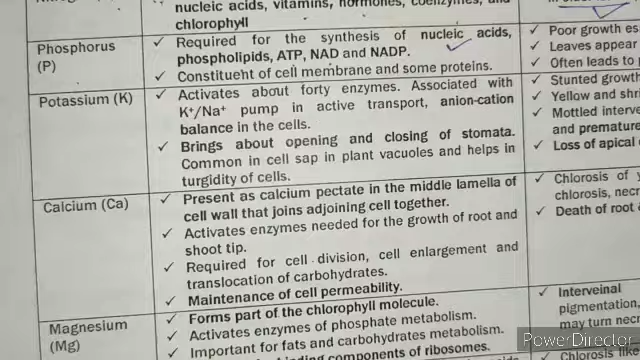 nucleic acids, vitamins, hormones, coenzymes, and
chlorophyll
Phosphorus
(P)
✓ Required for the synthesis of nucleic acids,
phospholipids, ATP, NAD and NADP.
✓ Constituent of cell membrane and some proteins.
✓ Poor growth
✓ Leaves appear
✓ Often leads to
Potassium (K)
✓ Activates about forty enzymes. Associated with
K+/Na+ pump in active transport, anion-cation
balance in the cells.
✓ Brings about opening and closing of stomata.
Common in cell sap in plant vacuoles and helps in
turgidity of cells.
✓ Stunted growth
✓ Yellow and
✓ Mottled
and premature
✓ Loss of apical
Calcium (Ca)
✓ Present as calcium pectate in the middle lamella of
cell wall that joins adjoining cell together.
✓ Activates enzymes needed for the growth of root and
shoot tip.
✓ Required for cell division, cell enlargement and
translocation of carbohydrates.
✓ Maintenance of cell permeability.
✓ Chlorosis of
chlorosis,
✓ Death of root
Magnesium
(Mg)
✓ Forms part of the chlorophyll molecule.
✓ Activates enzymes of phosphate metabolism.
✓ Important for fats and carbohydrates metabolism.
components of ribosomes.
✓ Interveinal
pigmentation,
may turn
Chlorosis
PowerDirector